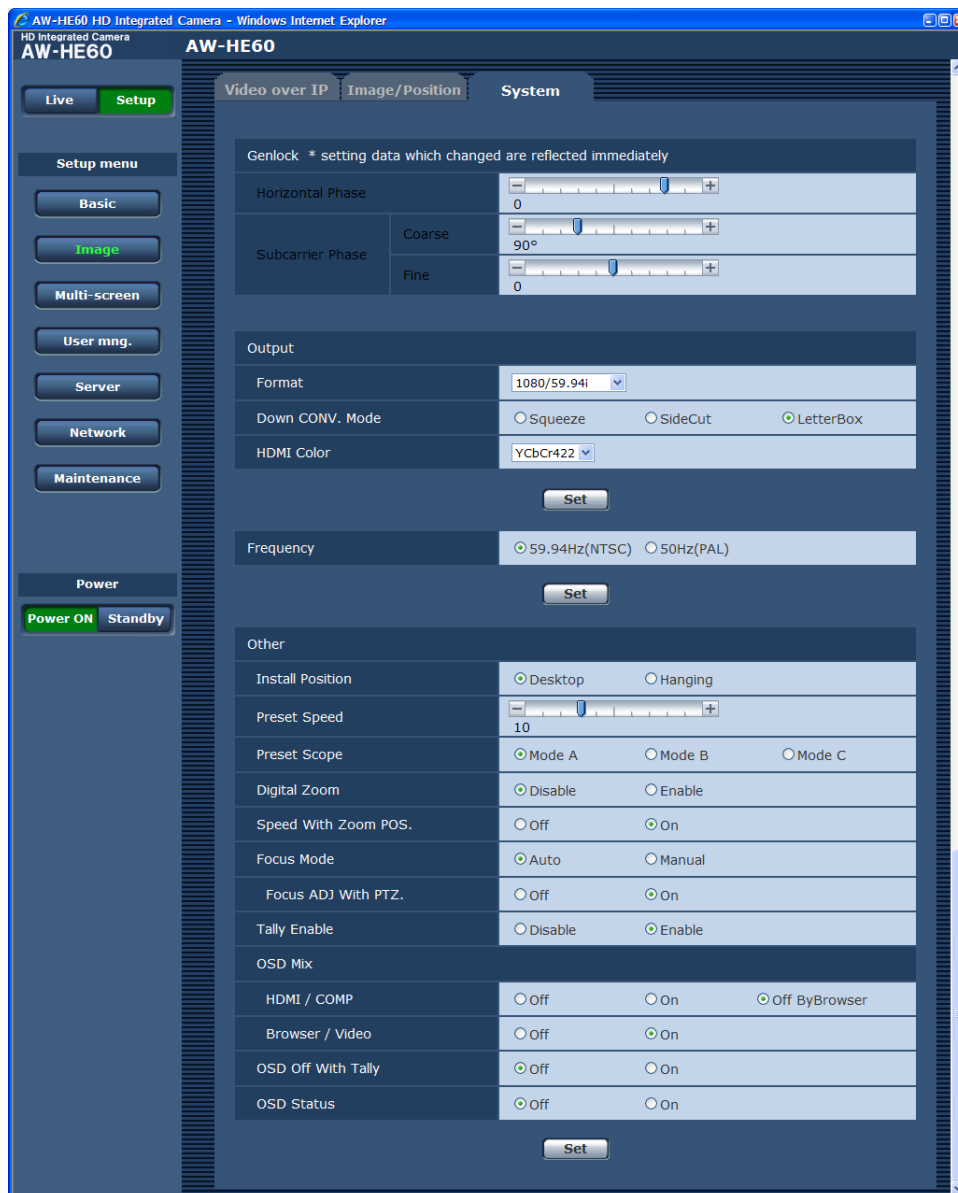 AW-HE60 HD Integrated Camera - Windows Internet Explorer
HD Integrated Camera
AW-HE60
AW-HE60
Live Setup
Setup menu
Basic
Image
Multi-screen
User mng.
Server
Network
Maintenance
Power
Power ON Standby
Video over IP Image/Position System
Genlock * setting data which changed are reflected immediately
Horizontal Phase
0
Subcarrier Phase
Coarse
90°
Fine
0
Output
Format 1080/59.94i
Down CONV. Mode Squeeze SideCut LetterBox
HDMI Color YCbCr422
Set
Frequency 59.94Hz(NTSC) 50Hz(PAL)
Set
Other
Install Position Desktop Hanging
Preset Speed
10
Preset Scope Mode A Mode B Mode C
Digital Zoom Disable Enable
Speed With Zoom POS. Off On
Focus Mode Auto Manual
Focus ADJ With PTZ. Off On
Tally Enable Disable Enable
OSD Mix
HDMI / COMP Off On Off ByBrowser
Browser / Video Off On
OSD Off With Tally Off On
OSD Status Off On
Set